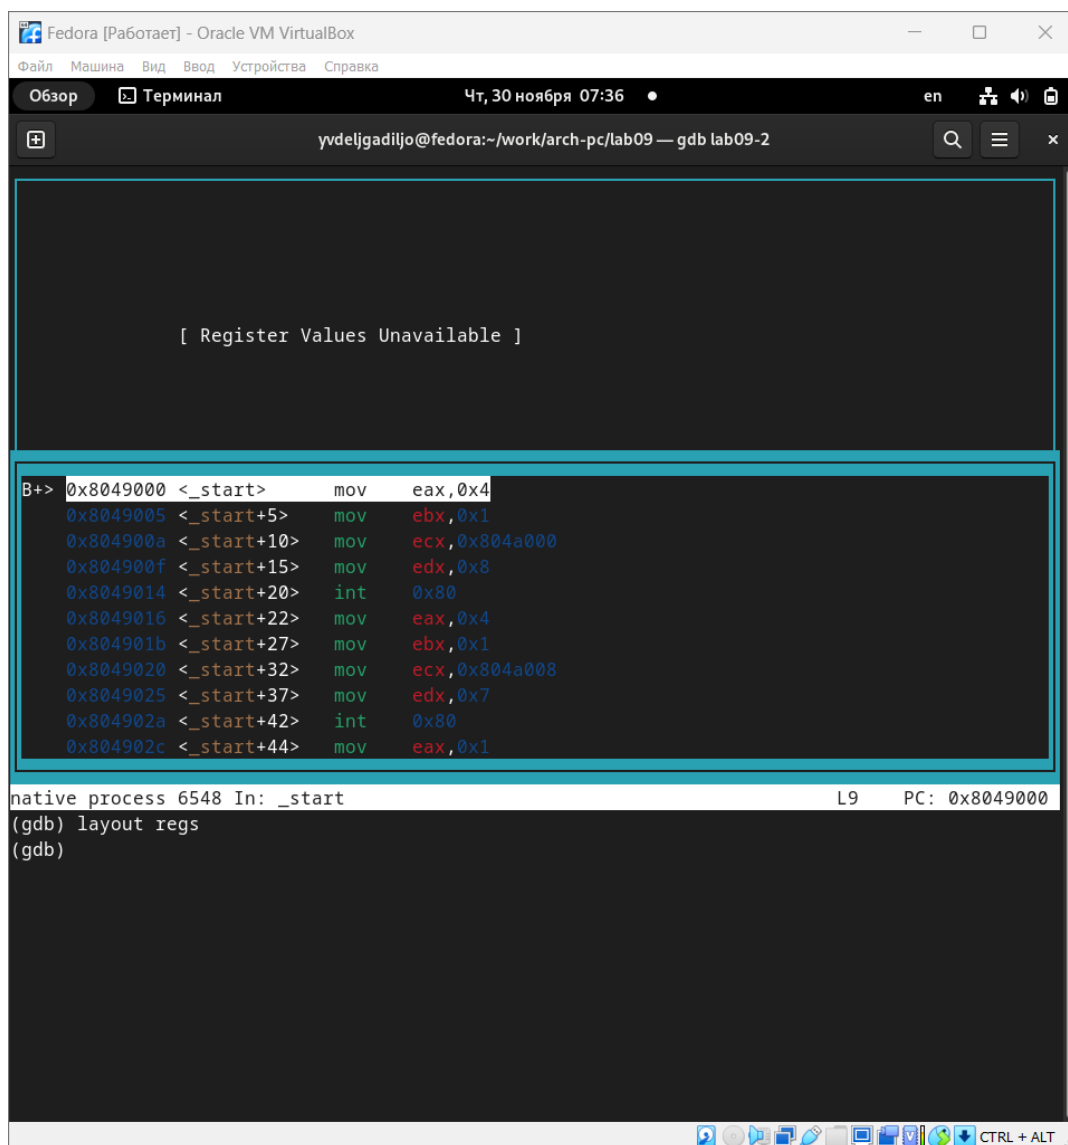 Fedora [Работает] - Oracle VM VirtualBox
Файл Машина Вид Ввод Устройства Справка
Обзор Терминал Чт, 30 ноября 07:36 en
yvdeljgadiljo@fedora:~/work/arch-pc/lab09 — gdb lab09-2
[ Register Values Unavailable ]
B+> 0x8049000 <_start> mov eax,0x4
0x8049005 <_start+5> mov ebx,0x1
0x804900a <_start+10> mov ecx,0x804a000
0x804900f <_start+15> mov edx,0x8
0x8049014 <_start+20> int 0x80
0x8049016 <_start+22> mov eax,0x4
0x804901b <_start+27> mov ebx,0x1
0x8049020 <_start+32> mov ecx,0x804a008
0x8049025 <_start+37> mov edx,0x7
0x804902a <_start+42> int 0x80
0x804902c <_start+44> mov eax,0x1
native process 6548 In: _start L9 PC: 0x8049000
(gdb) layout regs
(gdb)
CTRL + ALT